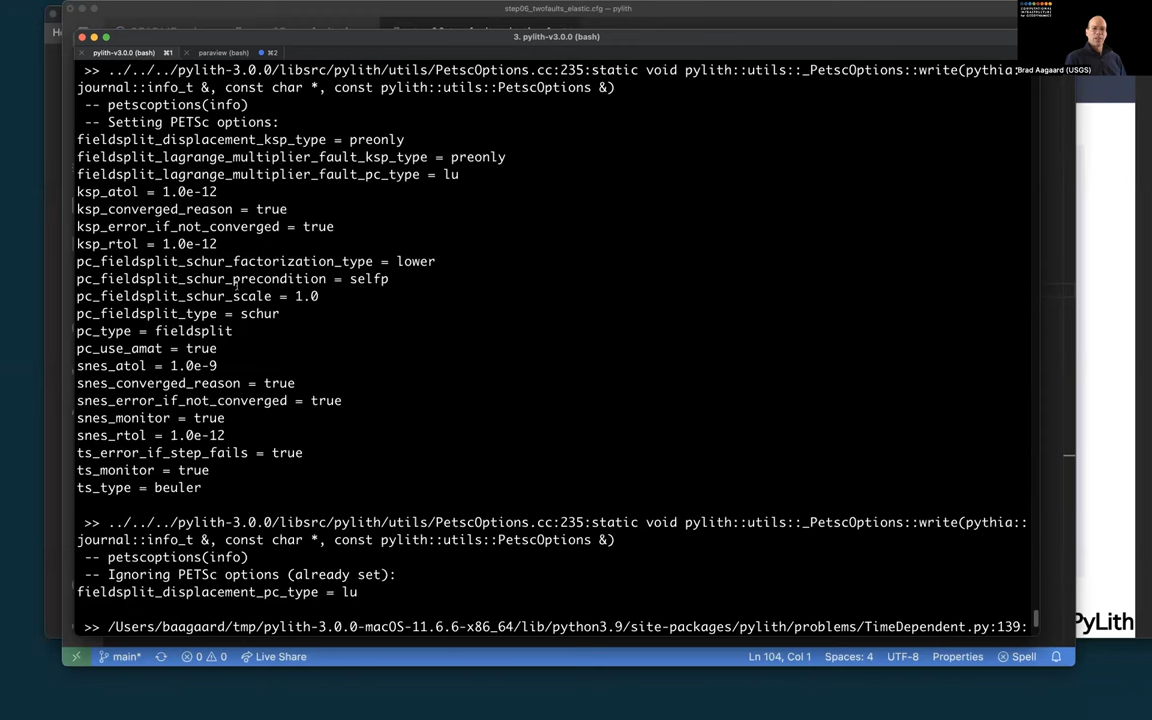 step06_twofaults_elastic.cfg — pylith
3. pylith-v3.0.0 (bash)
pylith-v3.0.0 (bash) ⌘1
paraview (bash) ⌘2
Brad Aagaard (USGS)
>> ../../../pylith-3.0.0/libsrc/pylith/utils/PetscOptions.cc:235:static void pylith::utils::_PetscOptions::write(pythia:
journal::info_t &, const char *, const pylith::utils::PetscOptions &)
-- petscoptions(info)
-- Setting PETSc options:
fieldsplit_displacement_ksp_type = preonly
fieldsplit_lagrange_multiplier_fault_ksp_type = preonly
fieldsplit_lagrange_multiplier_fault_pc_type = lu
ksp_atol = 1.0e-12
ksp_converged_reason = true
ksp_error_if_not_converged = true
ksp_rtol = 1.0e-12
pc_fieldsplit_schur_factorization_type = lower
pc_fieldsplit_schur_precondition = selfp
pc_fieldsplit_schur_scale = 1.0
pc_fieldsplit_type = schur
pc_type = fieldsplit
pc_use_amat = true
snes_atol = 1.0e-9
snes_converged_reason = true
snes_error_if_not_converged = true
snes_monitor = true
snes_rtol = 1.0e-12
ts_error_if_step_fails = true
ts_monitor = true
ts_type = beuler
>> ../../../pylith-3.0.0/libsrc/pylith/utils/PetscOptions.cc:235:static void pylith::utils::_PetscOptions::write(pythia::
journal::info_t &, const char *, const pylith::utils::PetscOptions &)
-- petscoptions(info)
-- Ignoring PETSc options (already set):
fieldsplit_displacement_pc_type = lu
>> /Users/baagaard/tmp/pylith-3.0.0-macOS-11.6.6-x86_64/lib/python3.9/site-packages/pylith/problems/TimeDependent.py:139:
PyLith
main* 0 0 Live Share Ln 104, Col 1 Spaces: 4 UTF-8 Properties Spell